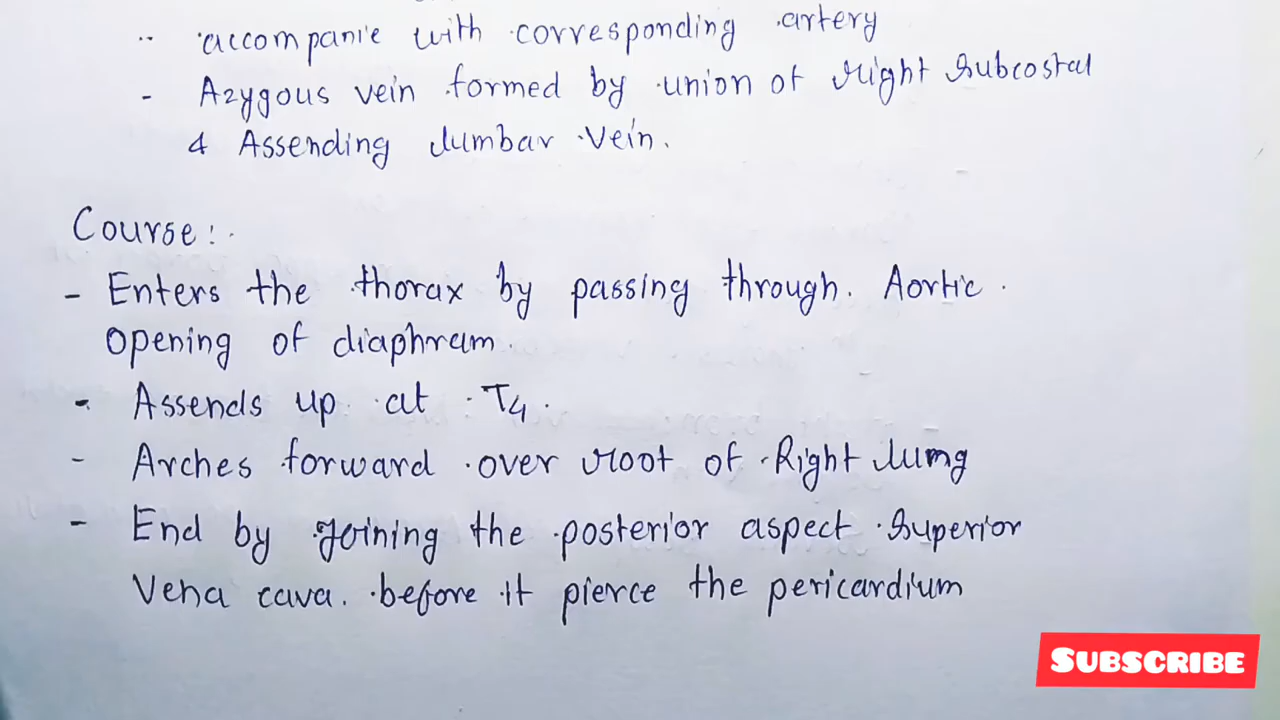 accompanie with corresponding artery
- Azygous vein formed by union of right subcostal
& Assending lumbar vein.
Course:
- Enters the thorax by passing through. Aortic
opening of diaphram.
- Assends up at T4.
- Arches forward over root of Right lung
- End by joining the posterior aspect superior
Vena cava. before it pierce the pericardium
SUBSCRIBE